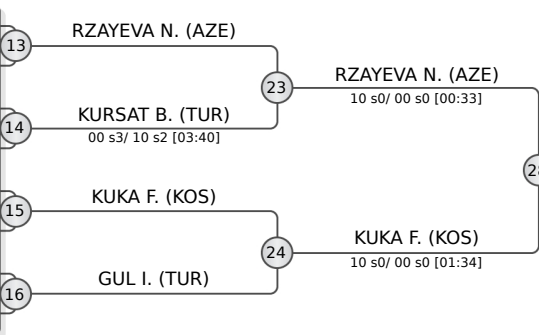 RZAYEVA N. (AZE)
13
RZAYEVA N. (AZE)
23
10 s0/ 00 s0 [00:33]
KURSAT B. (TUR)
14
00 s3/ 10 s2 [03:40]
KUKA F. (KOS)
15
KUKA F. (KOS)
24
10 s0/ 00 s0 [01:34]
GUL I. (TUR)
16